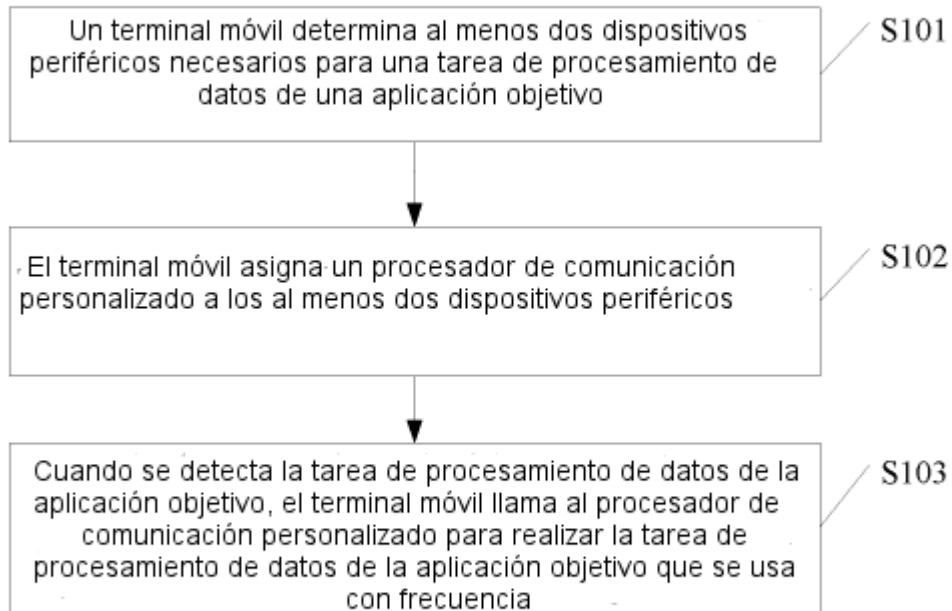 Un terminal móvil determina al menos dos dispositivos
periféricos necesarios para una tarea de procesamiento de
datos de una aplicación objetivo
S101
El terminal móvil asigna un procesador de comunicación
personalizado a los al menos dos dispositivos periféricos
S102
Cuando se detecta la tarea de procesamiento de datos de la
aplicación objetivo, el terminal móvil llama al procesador de
comunicación personalizado para realizar la tarea de
procesamiento de datos de la aplicación objetivo que se usa
con frecuencia
S103